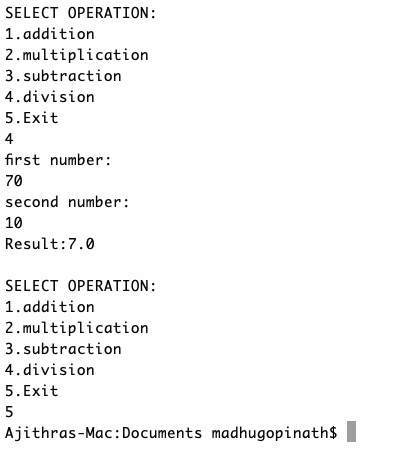 SELECT OPERATION:
1.addition
2.multiplication
3.subtraction
4.division
5.Exit
4
first number:
70
second number:
10
Result:7.0

SELECT OPERATION:
1.addition
2.multiplication
3.subtraction
4.division
5.Exit
5
Ajithras-Mac:Documents madhugopinath$